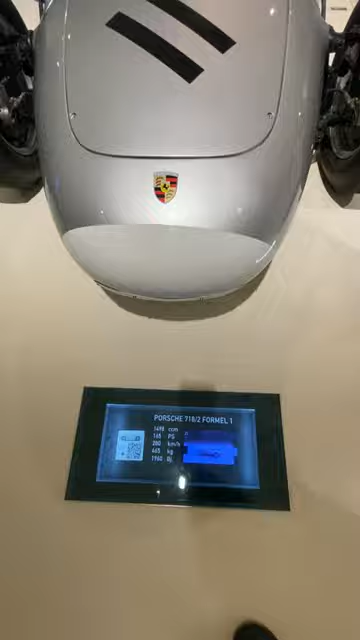 PORSCHE 718/2 FORMEL 1
1498 ccm
165 PS
260 km/h
465 kg
1960 Bj.